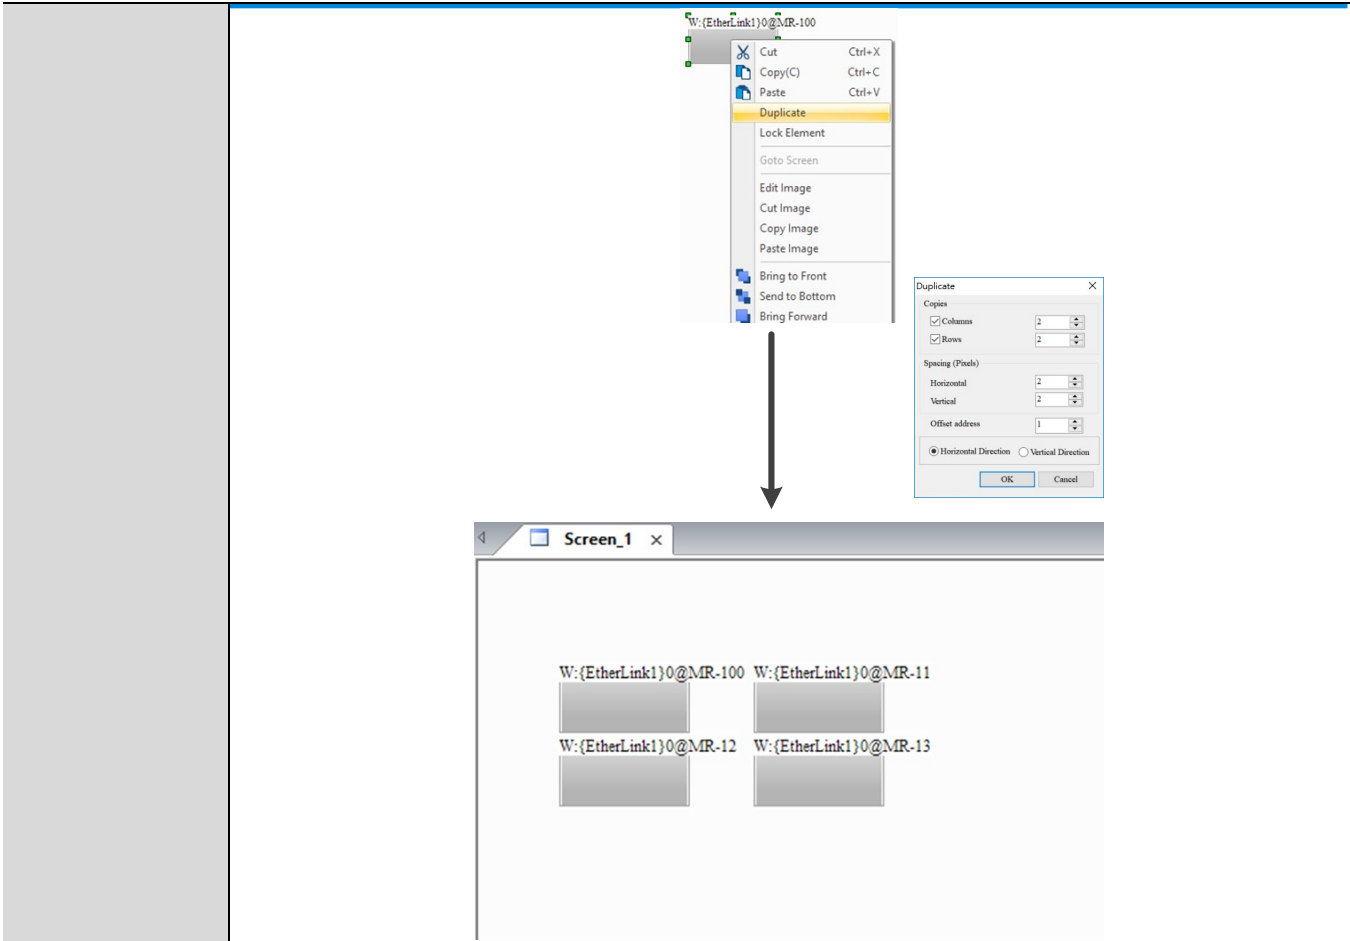 W:{EtherLink1}0@MR-100
Cut Ctrl+X
Copy(C) Ctrl+C
Paste Ctrl+V
Duplicate
Lock Element
Goto Screen
Edit Image
Cut Image
Copy Image
Paste Image
Bring to Front
Send to Bottom
Bring Forward
Duplicate
Copies
Columns 2
Rows 2
Spacing (Pixels)
Horizontal 2
Vertical 2
Offset address 1
Horizontal Direction Vertical Direction
OK Cancel
Screen_1
W:{EtherLink1}0@MR-100 W:{EtherLink1}0@MR-11
W:{EtherLink1}0@MR-12 W:{EtherLink1}0@MR-13